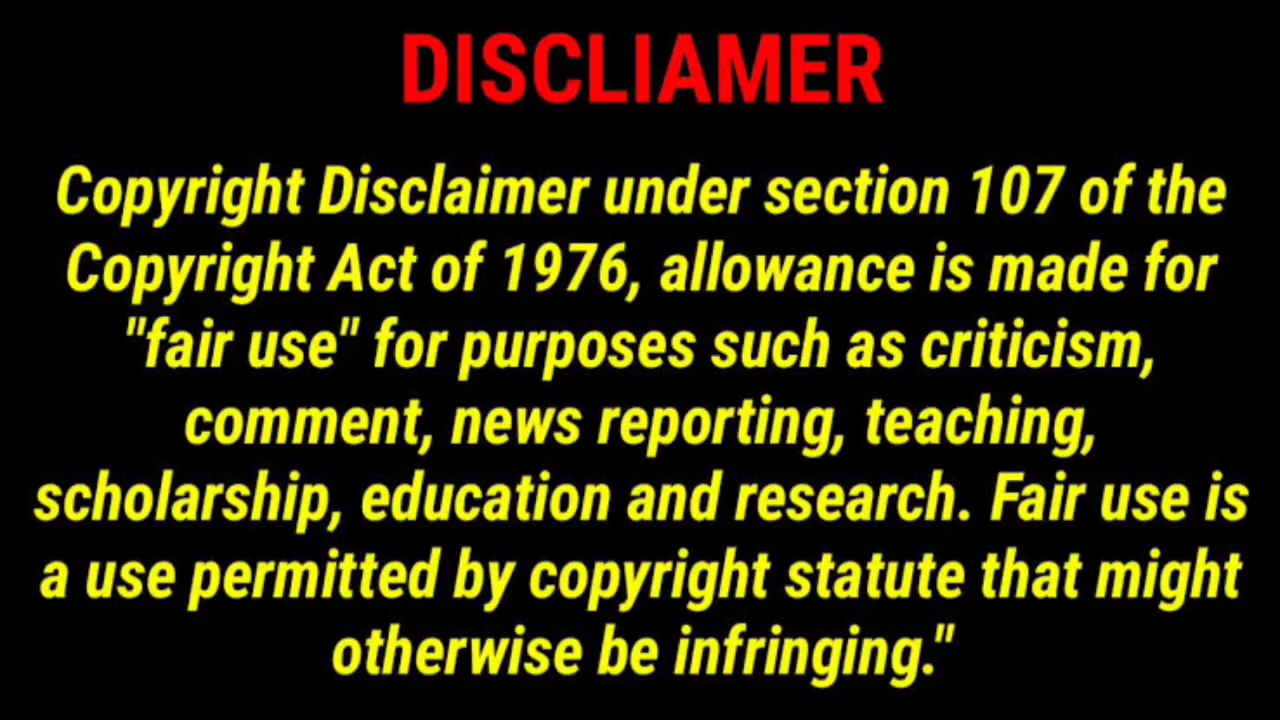 DISCLIAMER
Copyright Disclaimer under section 107 of the
Copyright Act of 1976, allowance is made for
"fair use" for purposes such as criticism,
comment, news reporting, teaching,
scholarship, education and research. Fair use is
a use permitted by copyright statute that might
otherwise be infringing."